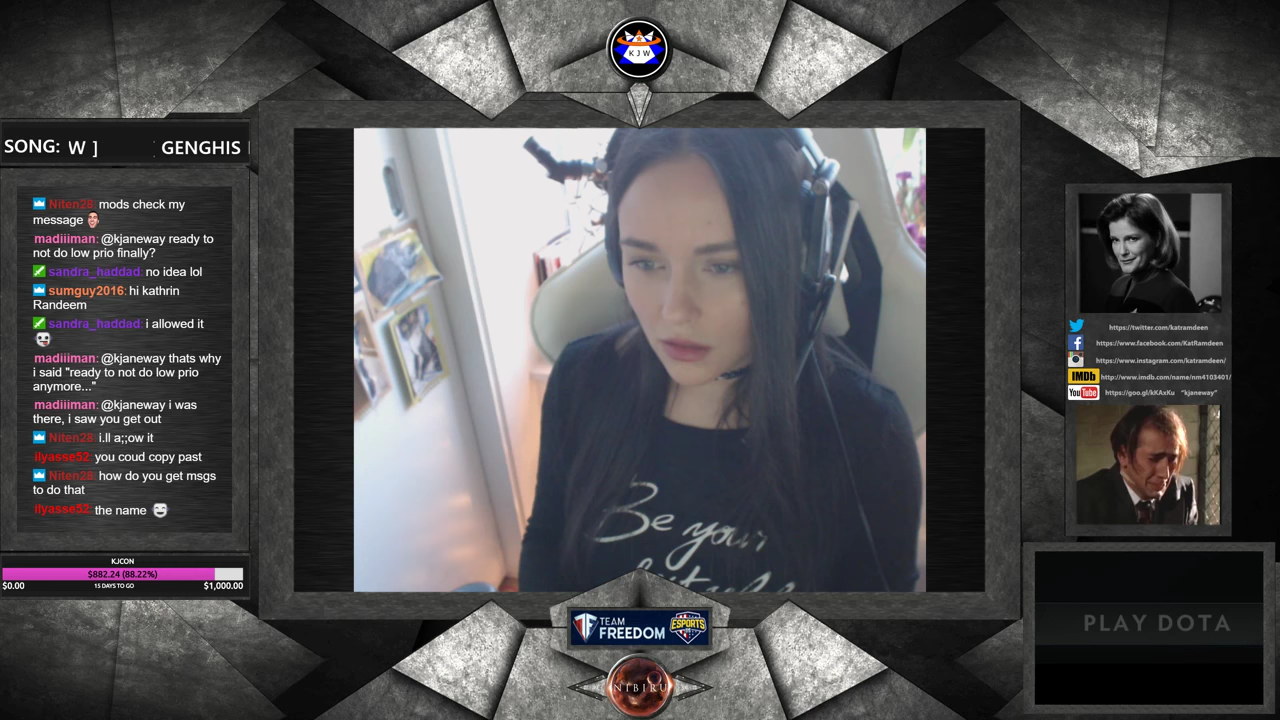 KJW
SONG: W ] GENGHIS
Niten28: mods check my
message
madiiiman: @kjaneway ready to
not do low prio finally?
sandra_haddad: no idea lol
sumguy2016: hi kathrin
Randeem
sandra_haddad: i allowed it
madiiiman: @kjaneway thats why
i said "ready to not do low prio
anymore..."
madiiiman: @kjaneway i was
there, i saw you get out
Niten28: i.ll a;;ow it
ilyasse52: you coud copy past
Niten28: how do you get msgs
to do that
ilyasse52: the name
KJCON
$882.24 (88.22%)
$0.00 15 DAYS TO GO $1,000.00
Be your
https://twitter.com/katramdeen
https://www.facebook.com/KatRamdeen
https://www.instagram.com/katramdeen/
IMDb http://www.imdb.com/name/nm4103401/
YouTube https://goo.gl/kKAxKu "kjaneway"
PLAY DOTA
TEAM
FREEDOM
ESPORTS
NIBIRU